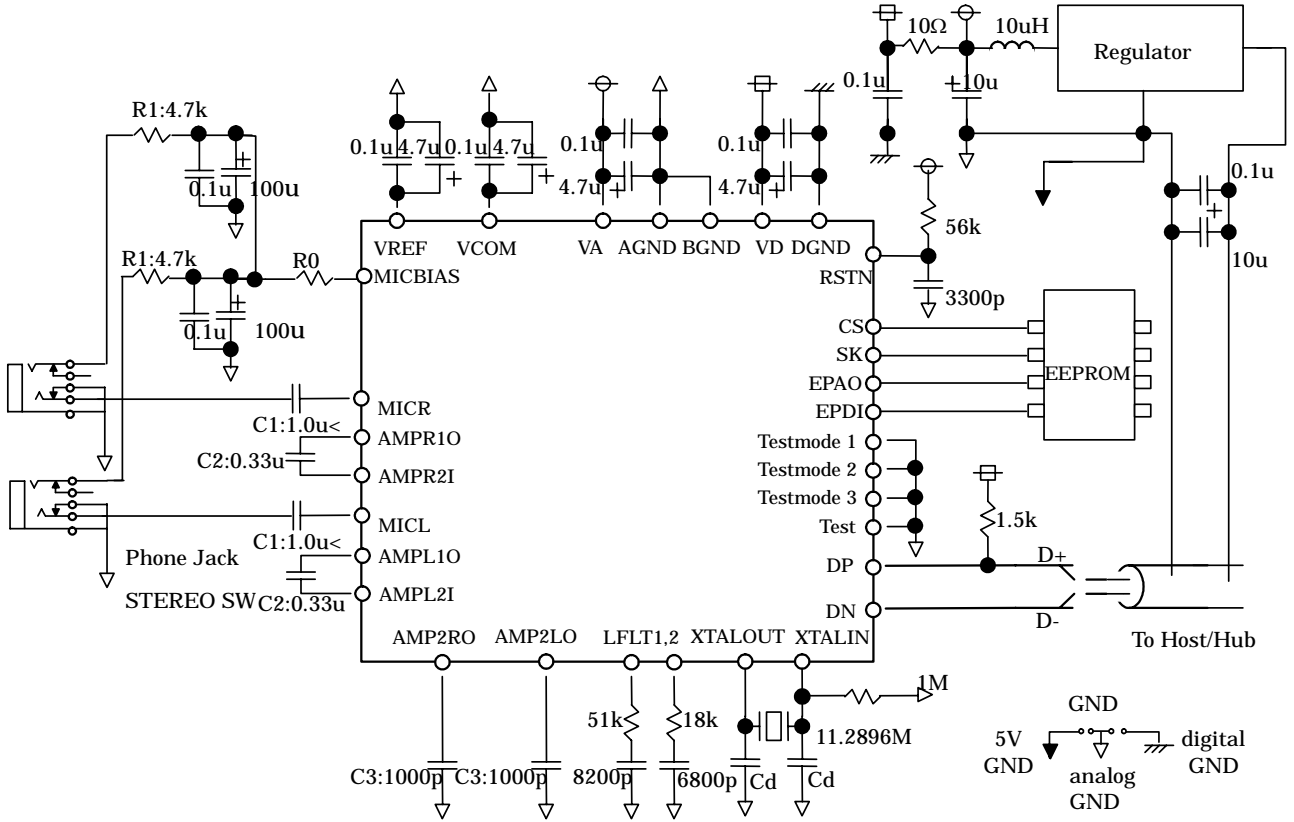 10Ω
10uH
Regulator
0.1u
10u
R1:4.7k
0.1u
100u
0.1u
4.7u
0.1u
4.7u
0.1u
4.7u
0.1u
4.7u
0.1u
10u
VREF
VCOM
VA
AGND
BGND
VD
DGND
56k
RSTN
3300p
R1:4.7k
R0
MICBIAS
0.1u
100u
CS
SK
EPAO
EPDI
EEPROM
MICR
C1:1.0u<
AMPR1O
C2:0.33u
AMPR2I
Testmode 1
Testmode 2
Testmode 3
Test
1.5k
MICL
C1:1.0u<
AMPL1O
C2:0.33u
AMPL2I
Phone Jack
STEREO SW
DP
DN
D+
D-
To Host/Hub
AMP2RO
AMP2LO
LFLT1,2
XTALOUT
XTALIN
1M
51k
18k
11.2896M
C3:1000p
C3:1000p
8200p
6800p
Cd
Cd
GND
5V
GND
analog
GND
digital
GND